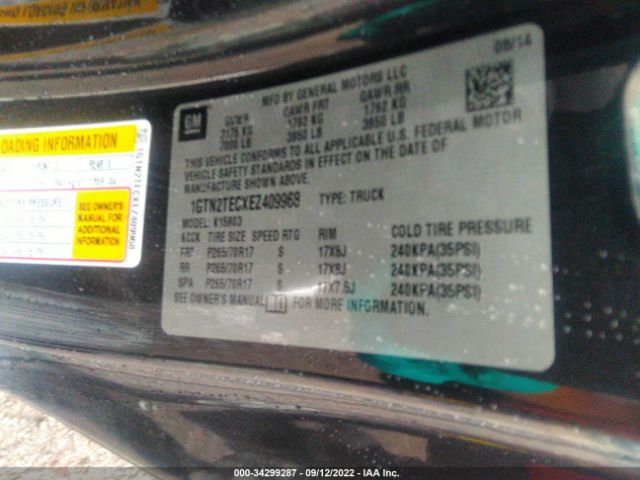 08/14
GM
MFD BY GENERAL MOTORS LLC
GVWR GAWR FRT GAWR RR
3175 KG 1792 KG 1792 KG
7000 LB 3950 LB 3950 LB
THIS VEHICLE CONFORMS TO ALL APPLICABLE U.S. FEDERAL MOTOR
VEHICLE SAFETY STANDARDS IN EFFECT ON THE DATE OF
MANUFACTURE SHOWN ABOVE.
1GTN2TECXEZ409968 TYPE: TRUCK
MODEL: K15903
TIRE SIZE SPEED RTG RIM COLD TIRE PRESSURE
FRT P265/70R17 S 17X8J 240KPA(35PSI)
RR P265/70R17 S 17X8J 240KPA(35PSI)
SPA P265/70R17 S 17X7.5J 240KPA(35PSI)
SEE OWNER'S MANUAL FOR MORE INFORMATION.
LOADING INFORMATION
SEE OWNER'S
MANUAL FOR
ADDITIONAL
INFORMATION
1GTN2TECXEZ409968
000-34299287 - 09/12/2022 - IAA Inc.